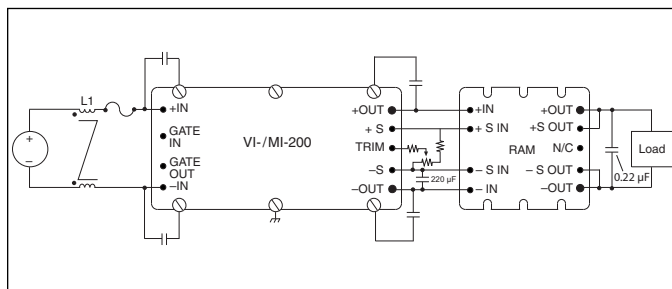 L1
+
−
+IN
GATE
IN
GATE
OUT
−IN
VI-/MI-200
+OUT
+ S
TRIM
−S
−OUT
220 µF
+IN
+ S IN
− S IN
− IN
RAM
+OUT
+S OUT
N/C
− S OUT
−OUT
0.22 µF
Load